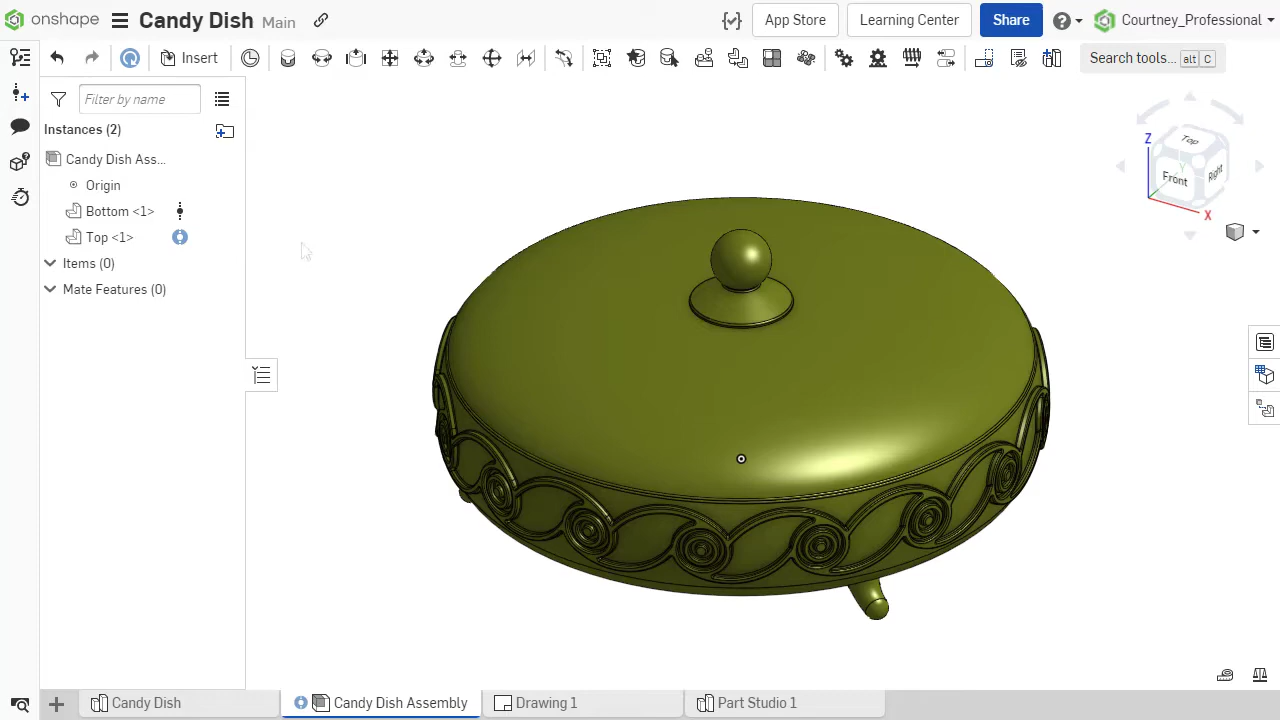 onshape Candy Dish Main App Store Learning Center Share Courtney_Professional
Insert Search tools... alt C
Filter by name
Instances (2)
Candy Dish Ass...
Origin
Bottom <1>
Top <1>
Items (0)
Mate Features (0)
Z
Top
Y
Front
Right
X
Candy Dish Candy Dish Assembly Drawing 1 Part Studio 1